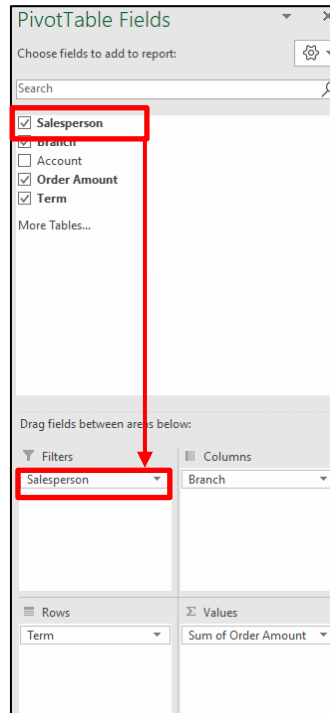 PivotTable Fields
Choose fields to add to report:
Search
Salesperson
Branch
Account
Order Amount
Term
More Tables...
Drag fields between areas below:
Filters
Columns
Salesperson
Branch
Rows
Σ Values
Term
Sum of Order Amount